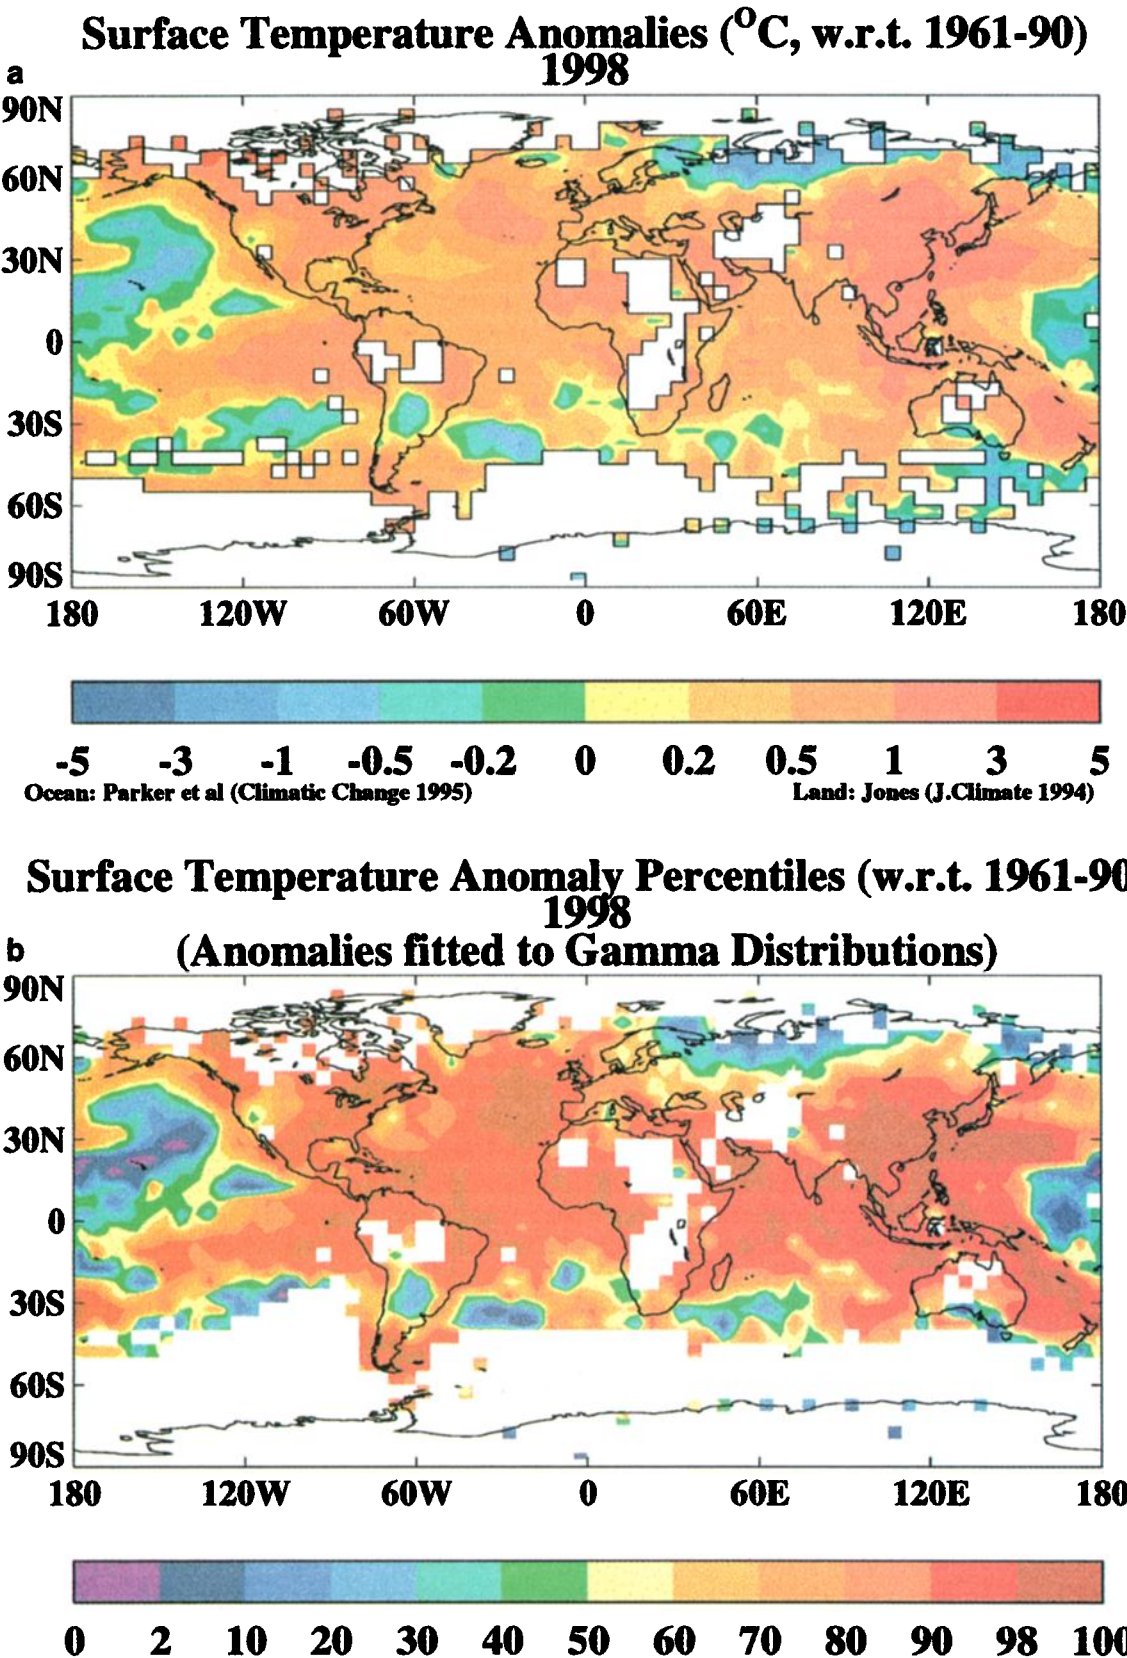 Surface Temperature Anomalies (°C, w.r.t. 1961-90)
1998
a
90N
60N
30N
0
30S
60S
90S
180 120W 60W 0 60E 120E 180
-5 -3 -1 -0.5 -0.2 0 0.2 0.5 1 3 5
Ocean: Parker et al (Climatic Change 1995) Land: Jones (J.Climate 1994)
Surface Temperature Anomaly Percentiles (w.r.t. 1961-90
1998
b
(Anomalies fitted to Gamma Distributions)
90N
60N
30N
0
30S
60S
90S
180 120W 60W 0 60E 120E 180
0 2 10 20 30 40 50 60 70 80 90 98 100